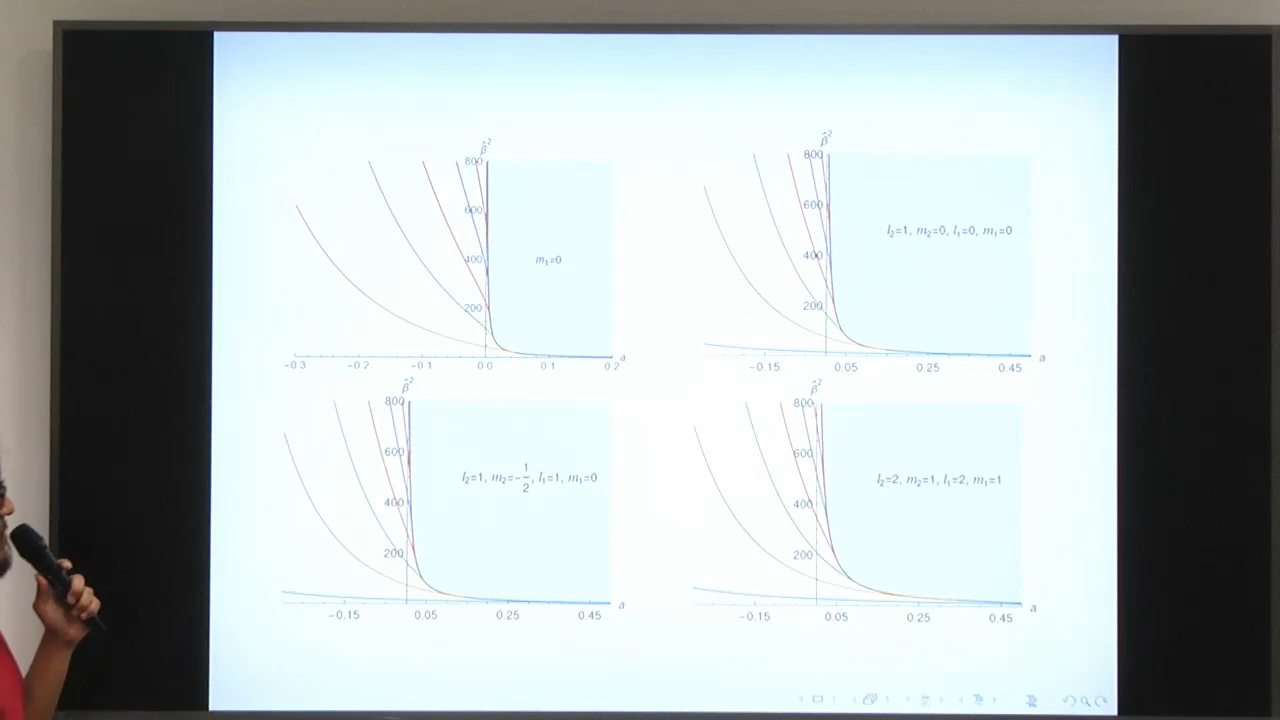 β̂²
800
600
400
200
m₁=0
-0.3 -0.2 -0.1 0.0 0.1 0.2 a
β̂²
800
600
400
200
l₂=1, m₂=0, l₁=0, m₁=0
-0.15 0.05 0.25 0.45 a
β̂²
800
600
400
200
l₂=1, m₂=-1/2, l₁=1, m₁=0
-0.15 0.05 0.25 0.45 a
β̂²
800
600
400
200
l₂=2, m₂=1, l₁=2, m₁=1
-0.15 0.05 0.25 0.45 a